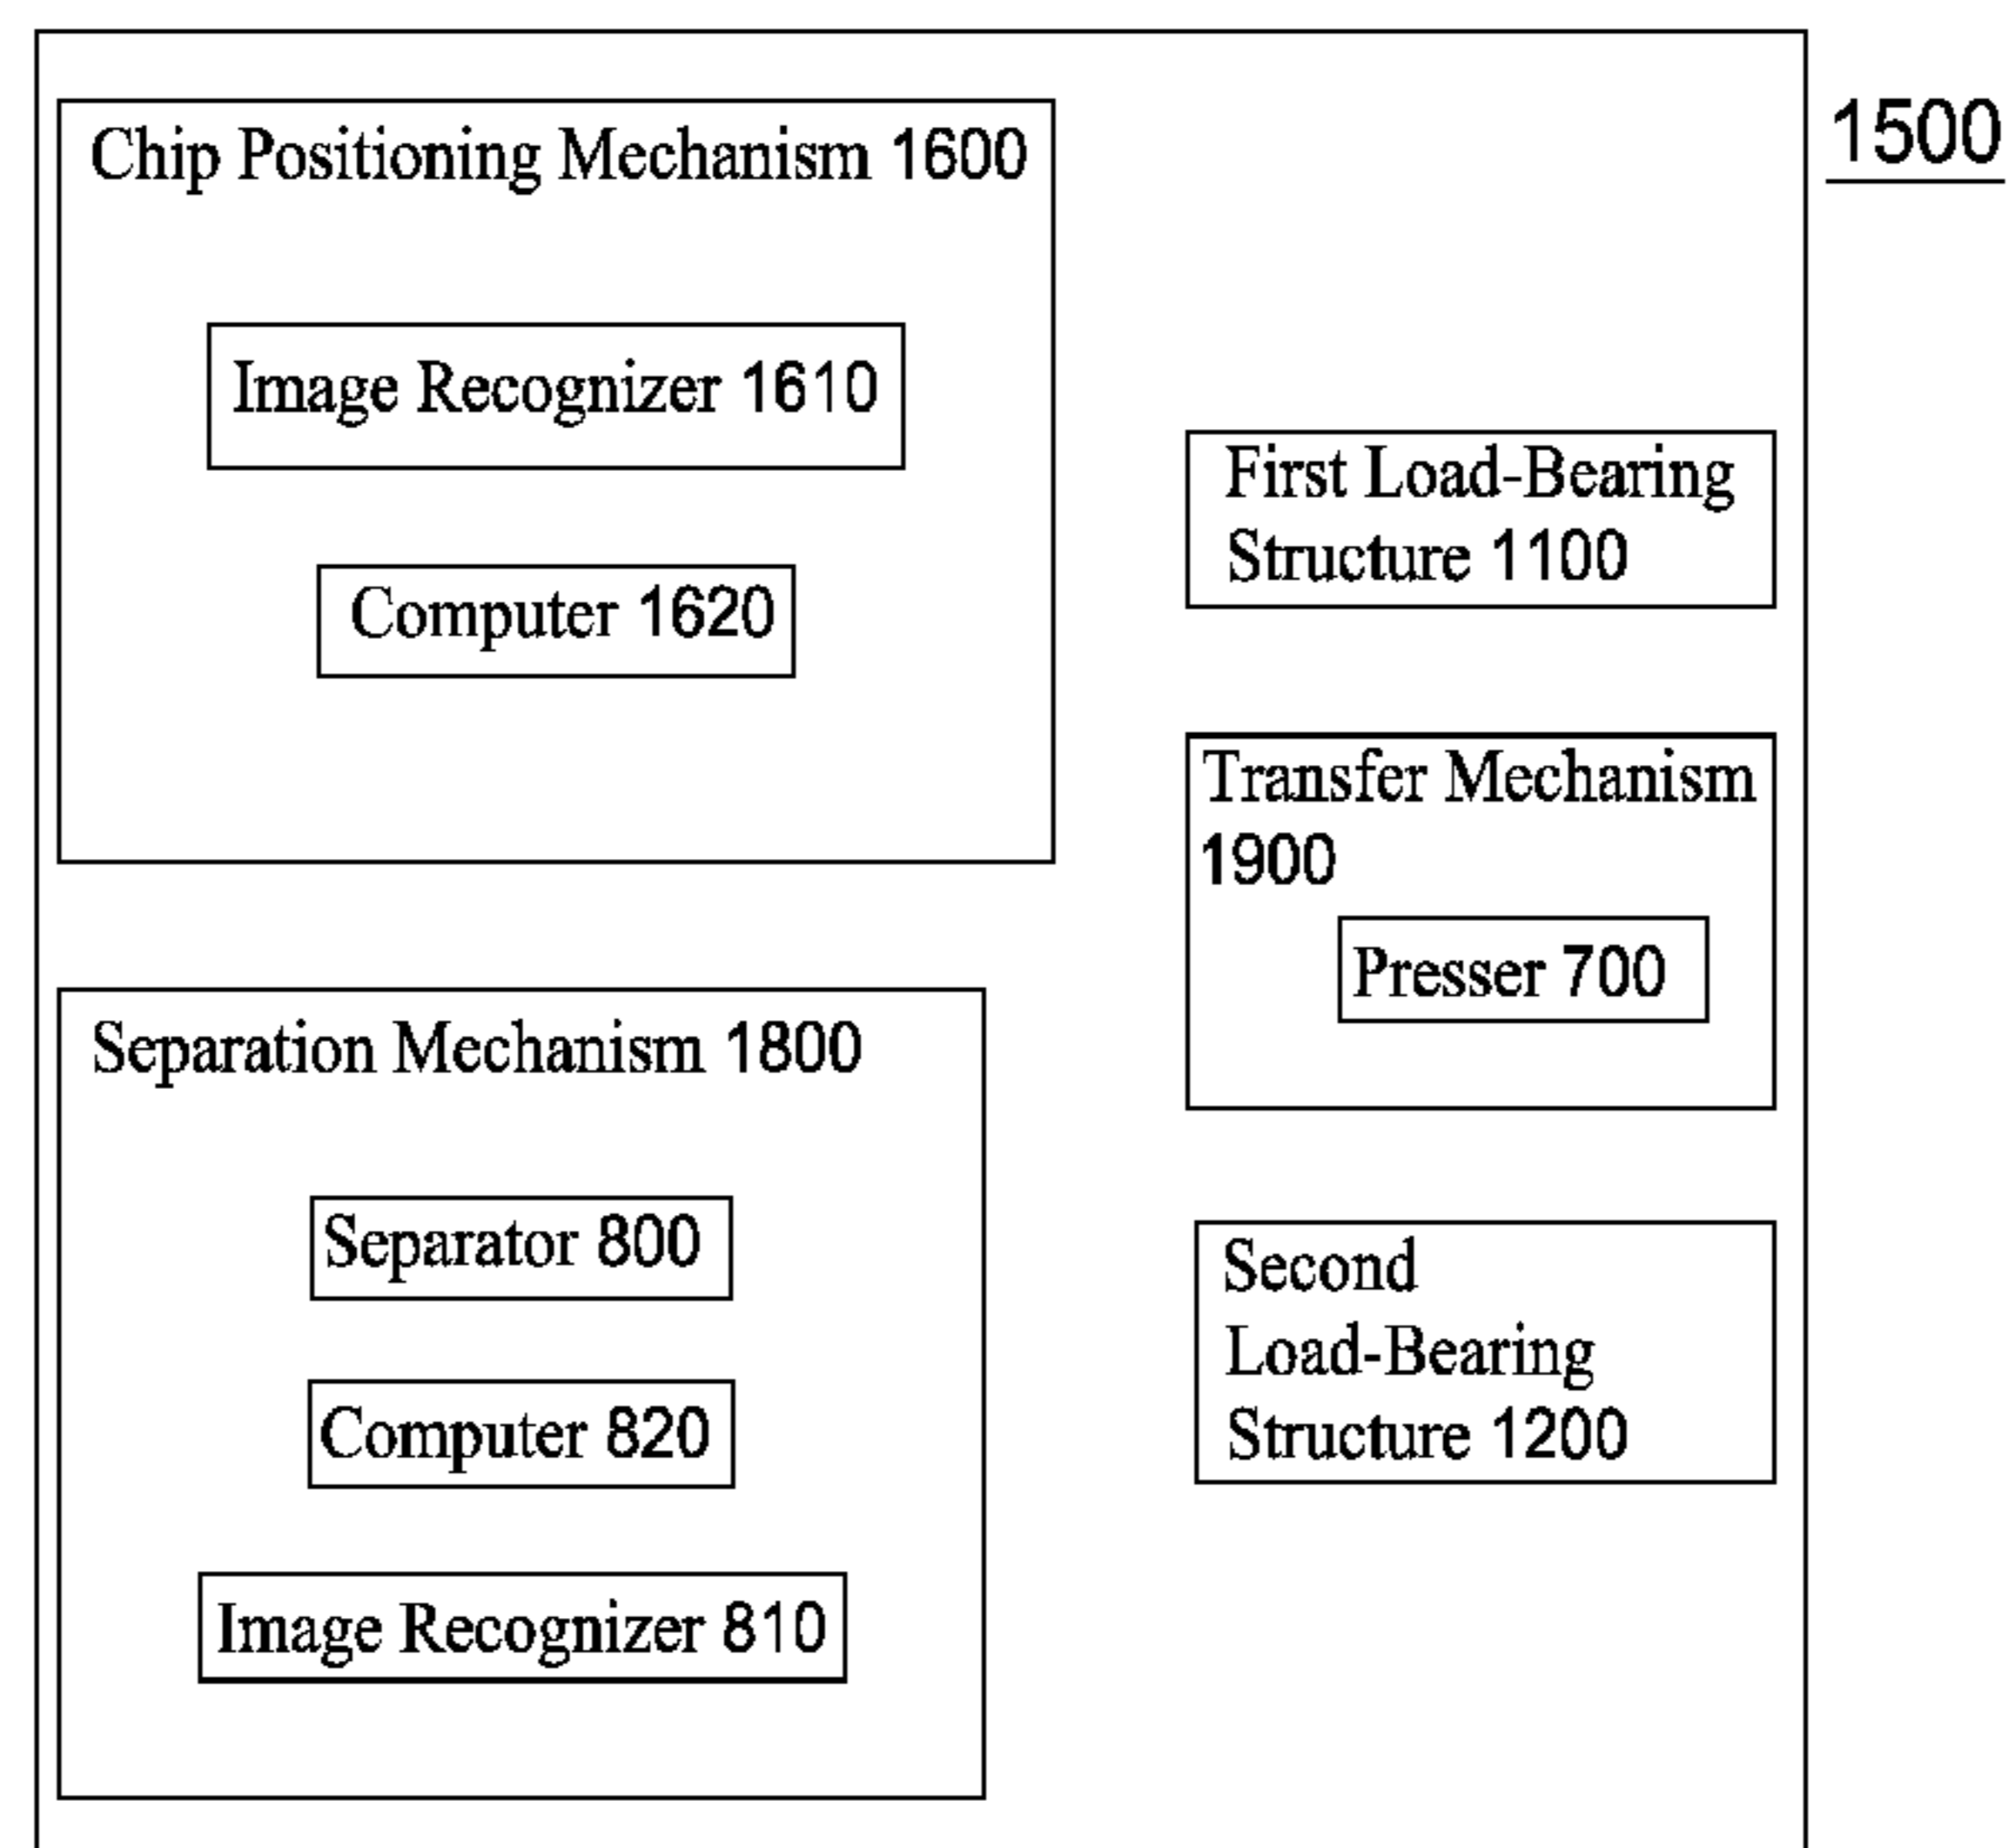 1500
Chip Positioning Mechanism 1600
Image Recognizer 1610
Computer 1620
Separation Mechanism 1800
Separator 800
Computer 820
Image Recognizer 810
First Load-Bearing
Structure 1100
Transfer Mechanism
1900
Presser 700
Second
Load-Bearing
Structure 1200